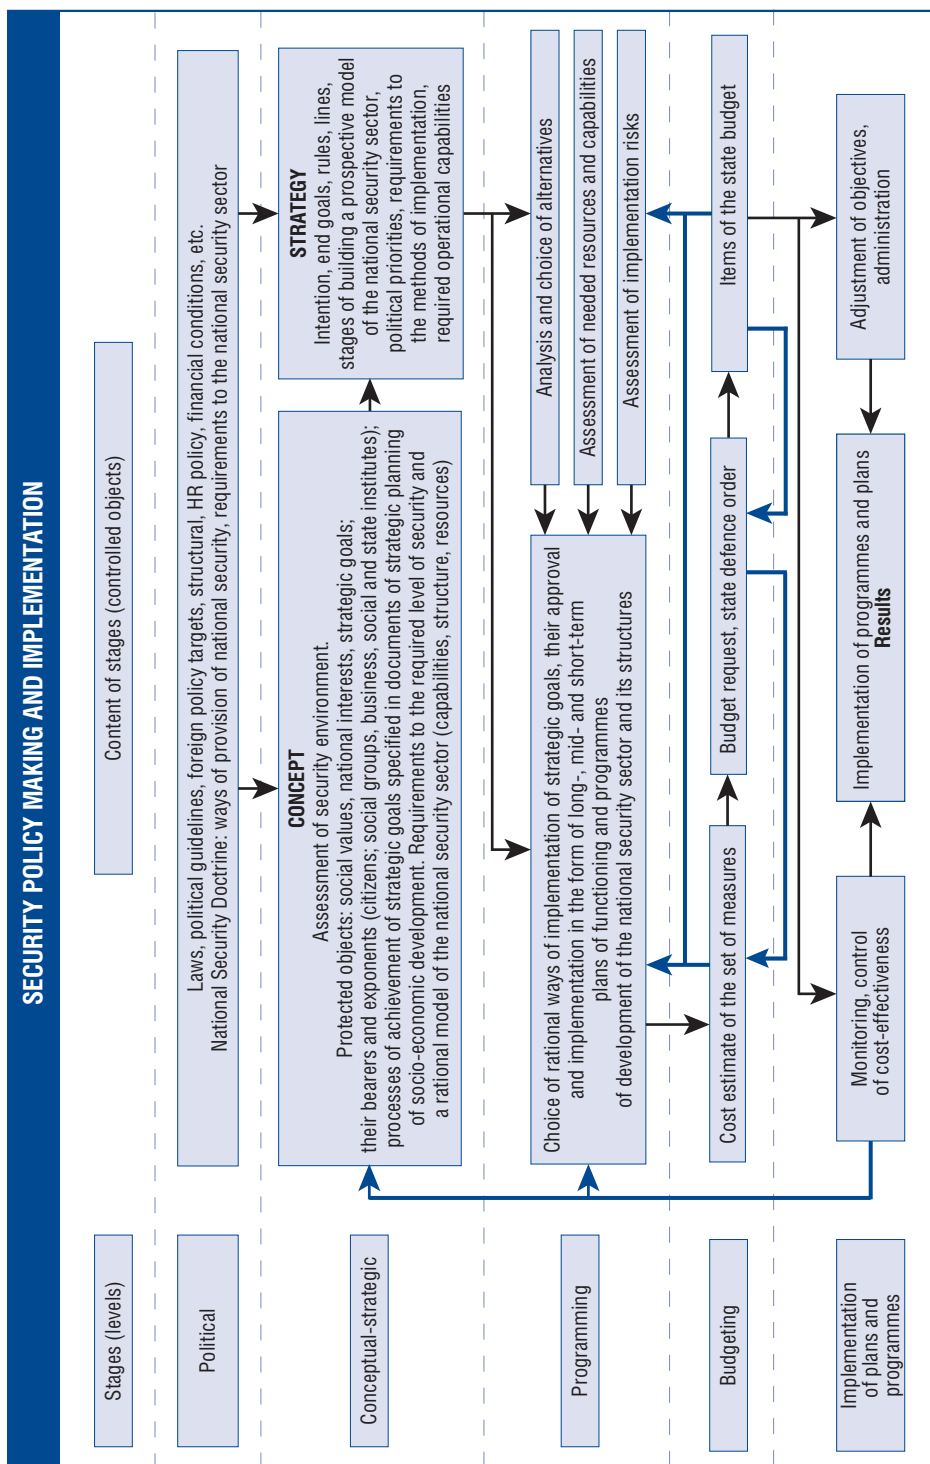 SECURITY POLICY MAKING AND IMPLEMENTATION
Stages (levels)
Content of stages (controlled objects)
Political
Laws, political guidelines, foreign policy targets, structural, HR policy, financial conditions, etc.
National Security Doctrine: ways of provision of national security, requirements to the national security sector
Conceptual-strategic
CONCEPT
Assessment of security environment.
Protected objects: social values, national interests, strategic goals;
their bearers and exponents (citizens; social groups, business, social and state institutes);
processes of achievement of strategic goals specified in documents of strategic planning
of socio-economic development. Requirements to the required level of security and
a rational model of the national security sector (capabilities, structure, resources)
STRATEGY
Intention, end goals, rules, lines,
stages of building a prospective model
of the national security sector,
political priorities, requirements to
the methods of implementation,
required operational capabilities
Programming
Choice of rational ways of implementation of strategic goals, their approval
and implementation in the form of long-, mid- and short-term
plans of functioning and programmes
of development of the national security sector and its structures
Analysis and choice of alternatives
Assessment of needed resources and capabilities
Assessment of implementation risks
Budgeting
Cost estimate of the set of measures
Budget request, state defence order
Items of the state budget
Implementation
of plans and
programmes
Monitoring, control
of cost-effectiveness
Implementation of programmes and plans
Results
Adjustment of objectives,
administration